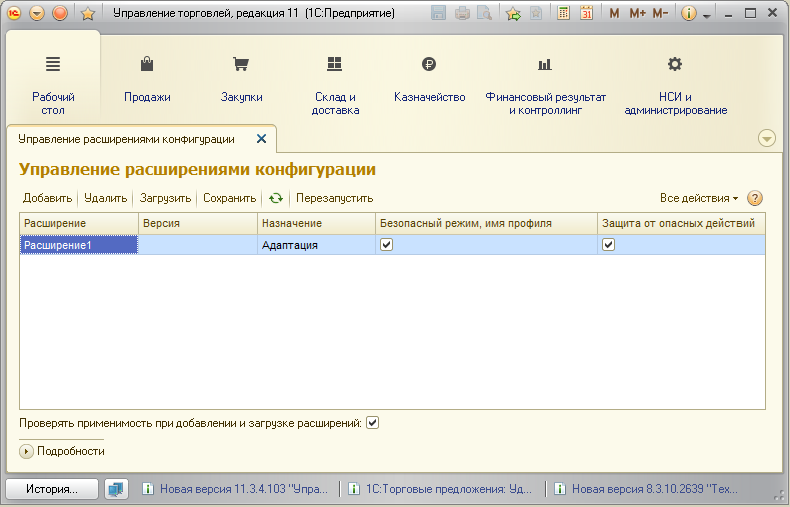 Управление торговлей, редакция 11 (1С:Предприятие)
31 M M+ M-
Рабочий стол
Продажи
Закупки
Склад и доставка
Казначейство
Финансовый результат и контроллинг
НСИ и администрирование
Управление расширениями конфигурации
Управление расширениями конфигурации
Добавить Удалить Загрузить Сохранить Перезапустить Все действия ?
Расширение Версия Назначение Безопасный режим, имя профиля Защита от опасных действий
Расширение1 Адаптация
Проверять применимость при добавлении и загрузке расширений:
Подробности
История... Новая версия 11.3.4.103 "Упра... 1С:Торговые предложения: Уд... Новая версия 8.3.10.2639 "Тех...